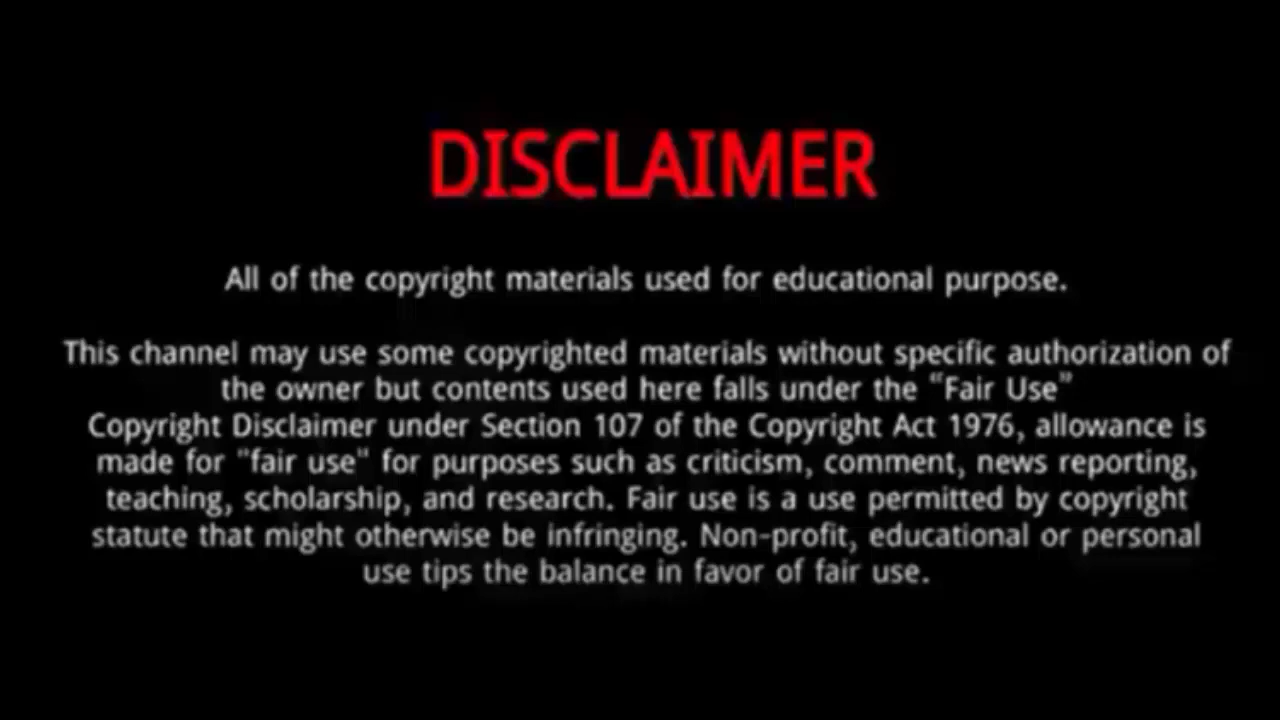 DISCLAIMER
All of the copyright materials used for educational purpose.
This channel may use some copyrighted materials without specific authorization of
the owner but contents used here falls under the “Fair Use”
Copyright Disclaimer under Section 107 of the Copyright Act 1976, allowance is
made for "fair use" for purposes such as criticism, comment, news reporting,
teaching, scholarship, and research. Fair use is a use permitted by copyright
statute that might otherwise be infringing. Non-profit, educational or personal
use tips the balance in favor of fair use.